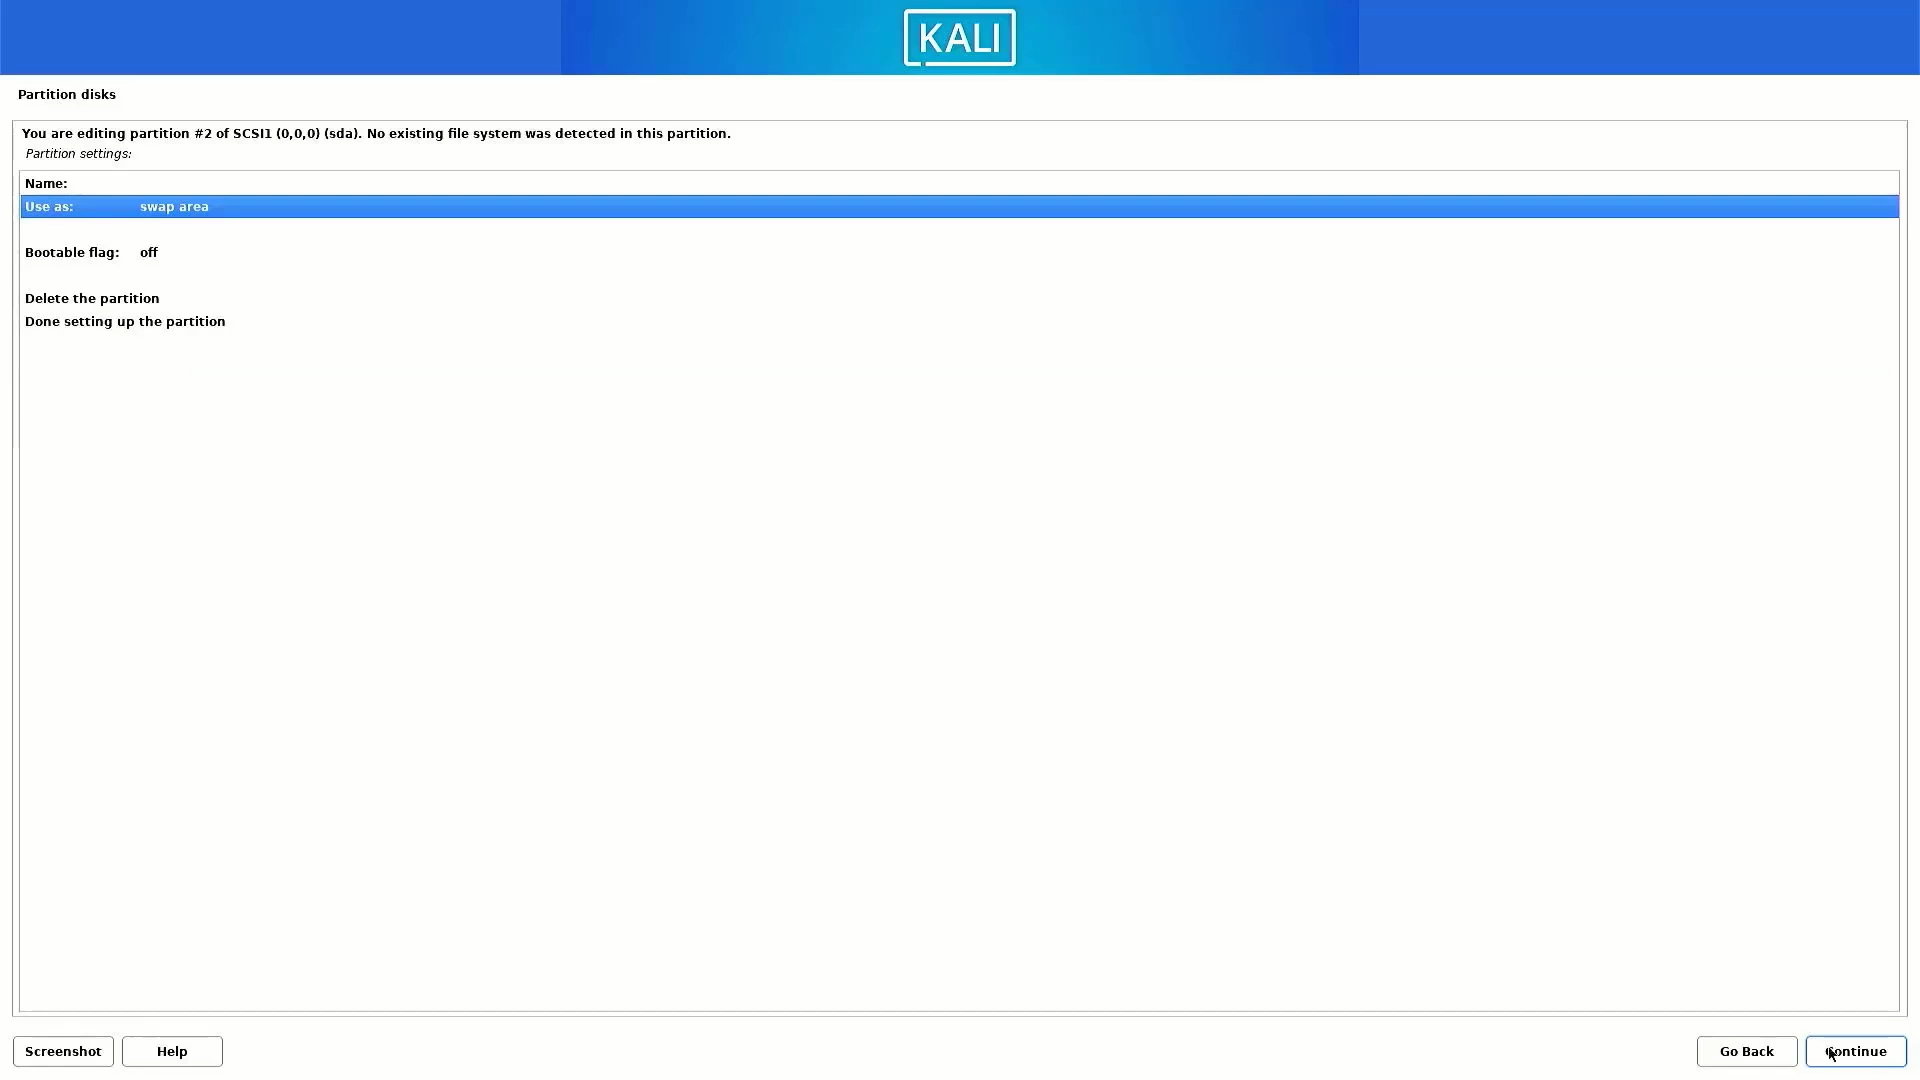 KALI
Partition disks
You are editing partition #2 of SCSI1 (0,0,0) (sda). No existing file system was detected in this partition.
Partition settings:
Name:
Use as: swap area
Bootable flag: off
Delete the partition
Done setting up the partition
Screenshot Help Go Back Continue